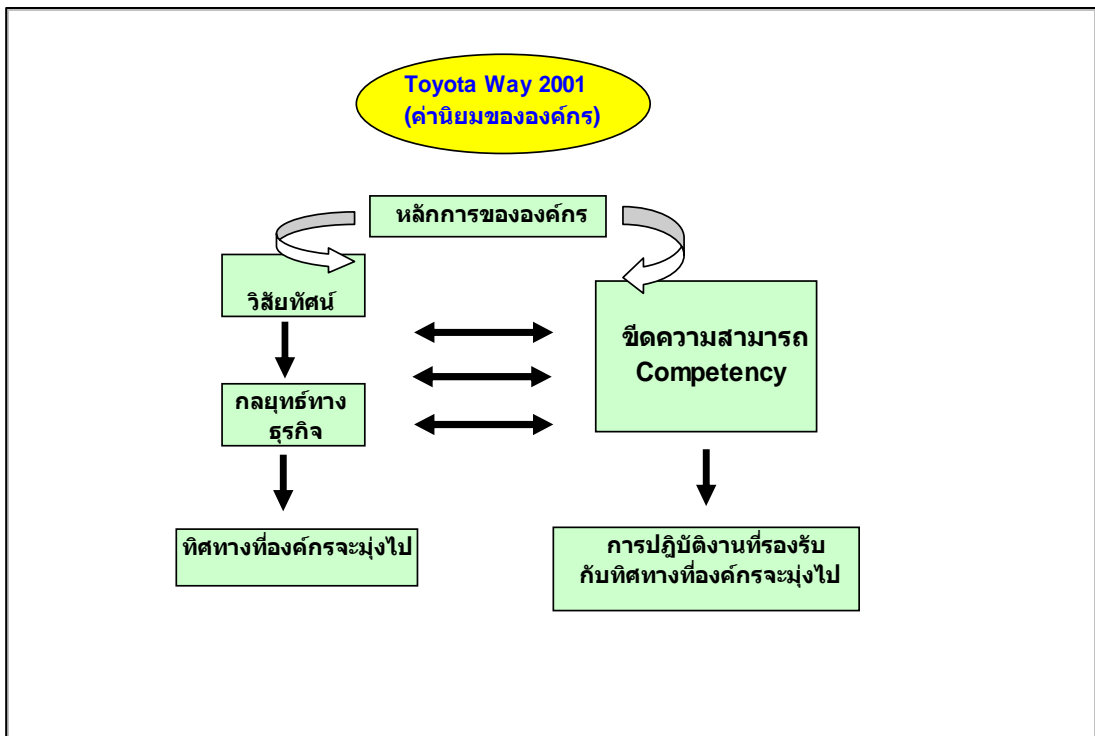 Toyota Way 2001
(ค่านิยมขององค์กร)
หลักการขององค์กร
วิสัยทัศน์
ขีดความสามารถ
Competency
กลยุทธ์ทาง
ธุรกิจ
ทิศทางที่องค์กรจะมุ่งไป
การปฎิบัติงานที่รองรับ
กับทิศทางที่องค์กรจะมุ่งไป